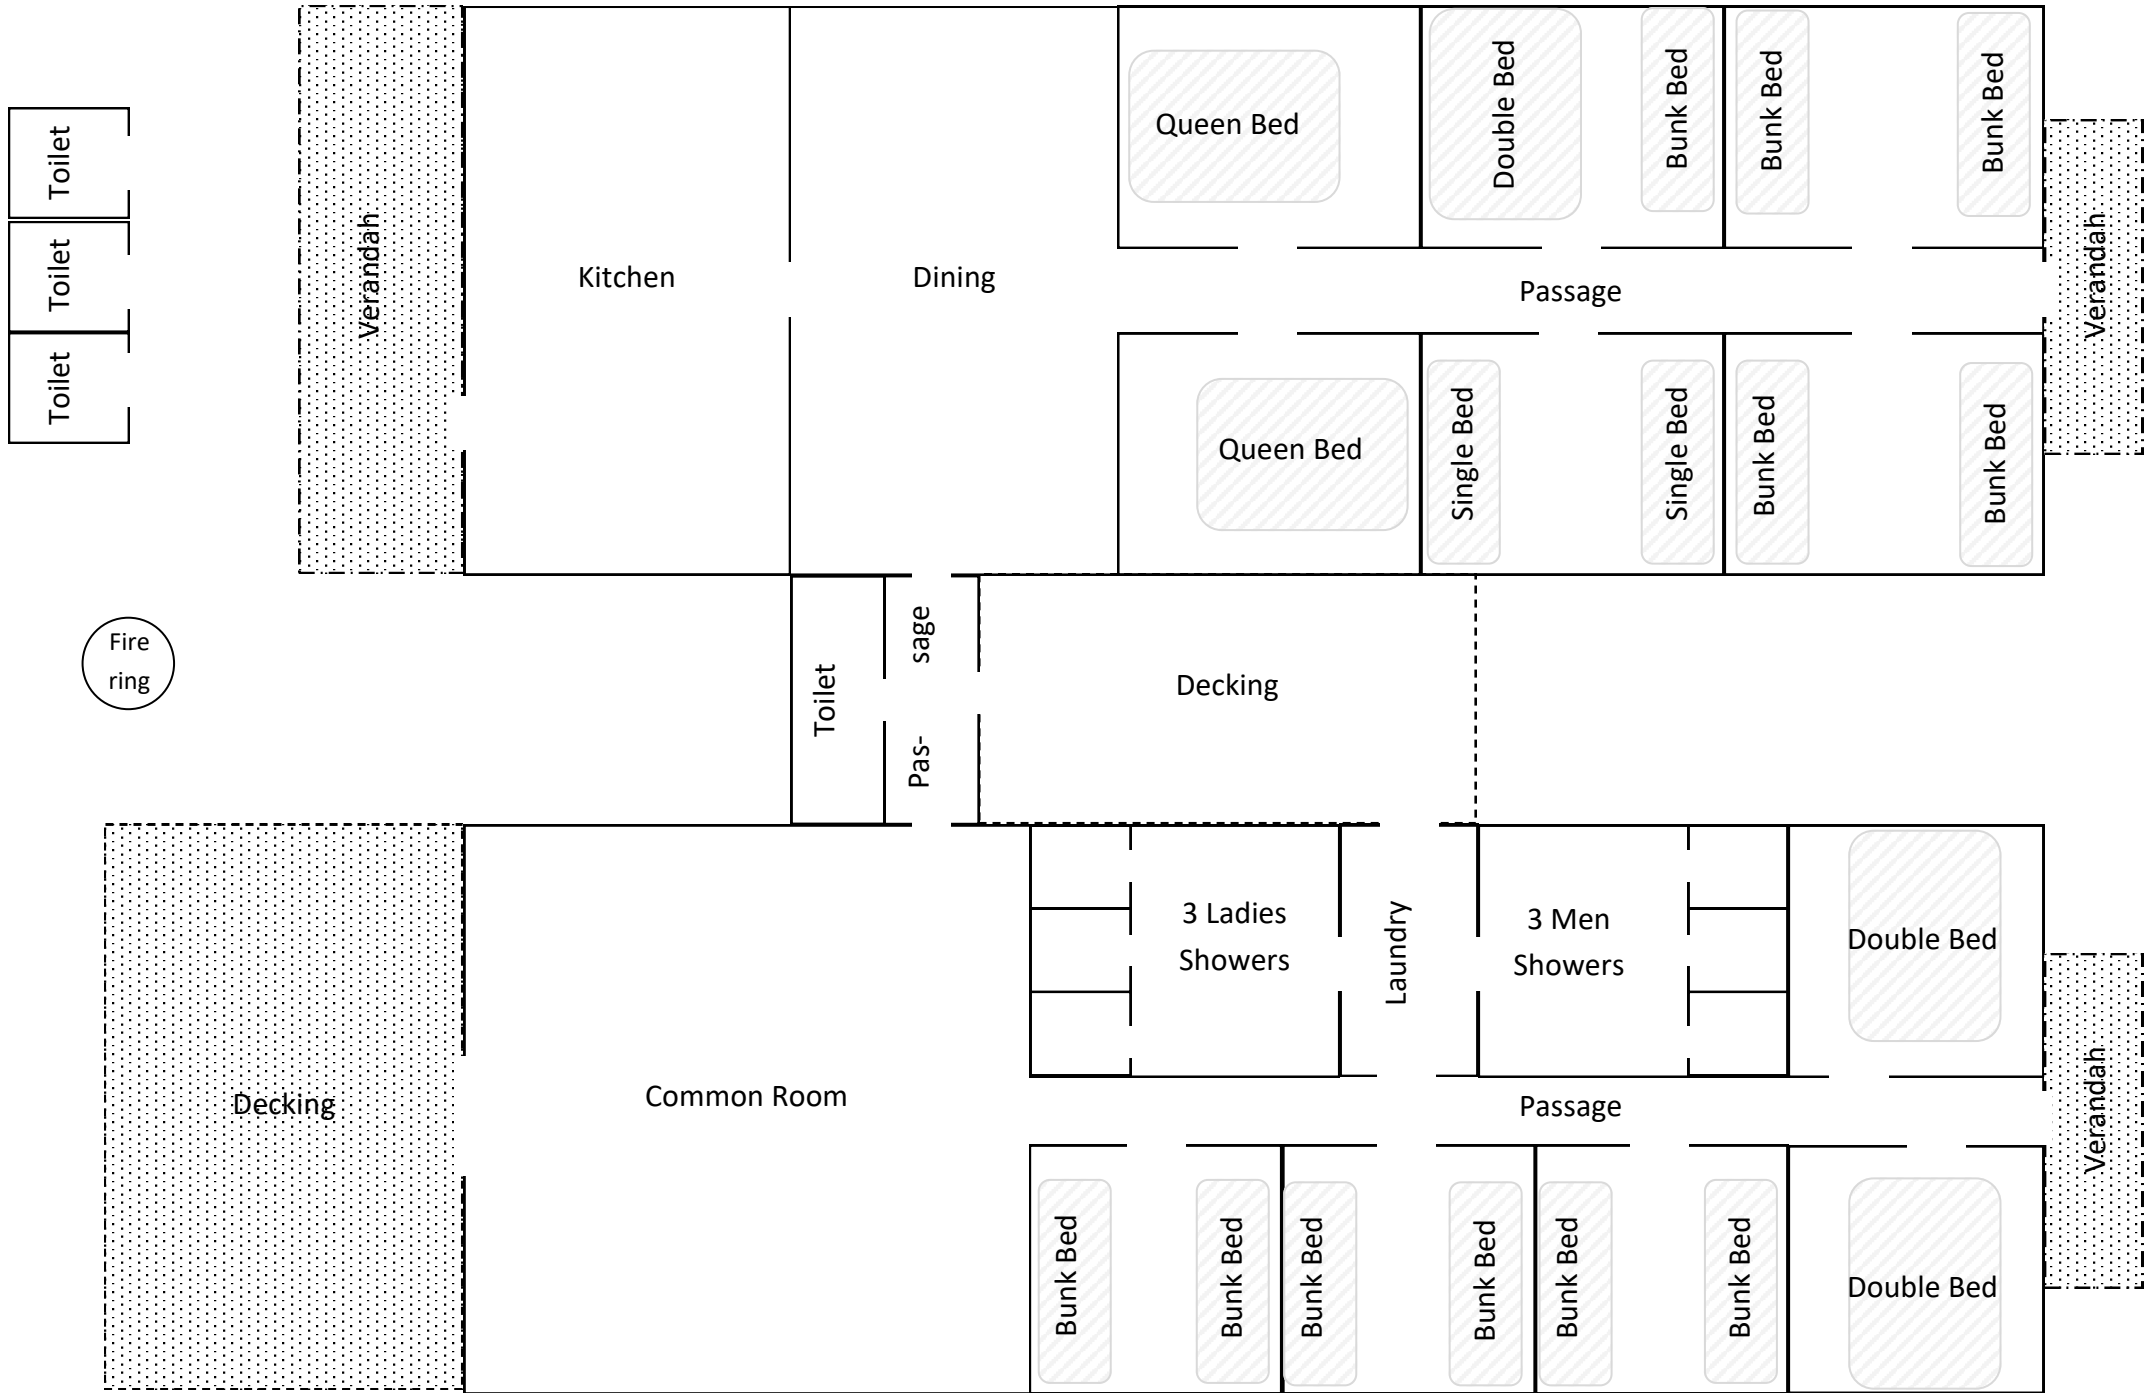 Toilet
Toilet
Toilet
Verandah
Kitchen
Dining
Queen Bed
Double Bed
Bunk Bed
Bunk Bed
Bunk Bed
Verandah
Passage
Queen Bed
Single Bed
Single Bed
Bunk Bed
Bunk Bed
Fire
ring
Toilet
Pas-
sage
Decking
Decking
Common Room
3 Ladies
Showers
Laundry
3 Men
Showers
Double Bed
Verandah
Passage
Bunk Bed
Bunk Bed
Bunk Bed
Bunk Bed
Bunk Bed
Bunk Bed
Double Bed